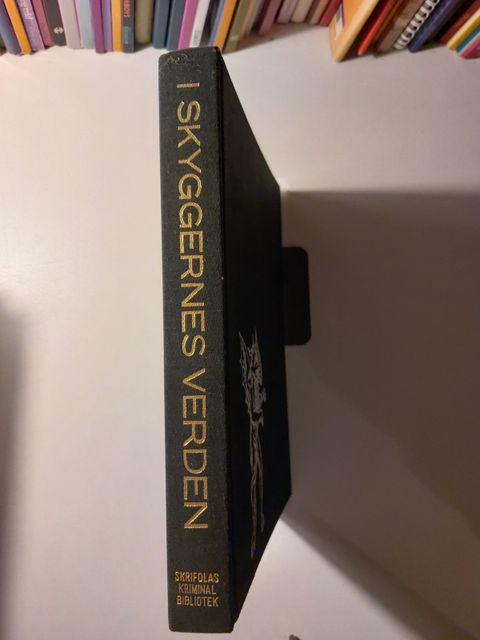 I SKYGGERNES VERDEN
SKRIFOLAS
KRIMINAL
BIBLIOTEK